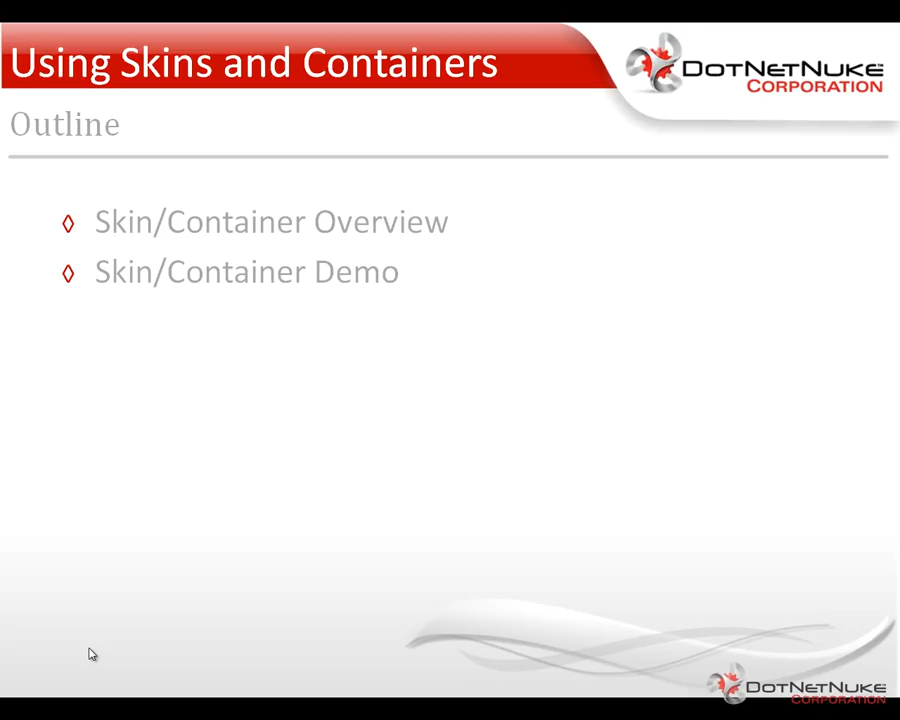 Using Skins and Containers
DotNetNuke
Corporation
Outline
◊ Skin/Container Overview
◊ Skin/Container Demo
DotNetNuke
Corporation